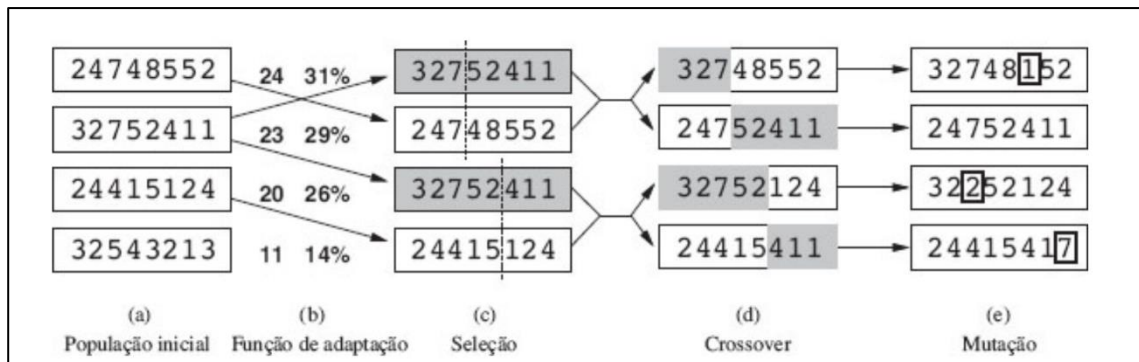 24748552 24 31% 32752411 32748552 32748152
32752411 23 29% 24748552 24752411 24752411
24415124 20 26% 32752411 32752124 32252124
32543213 11 14% 24415124 24415411 24415417
(a) (b) (c) (d) (e)
População inicial Função de adaptação Seleção Crossover Mutação